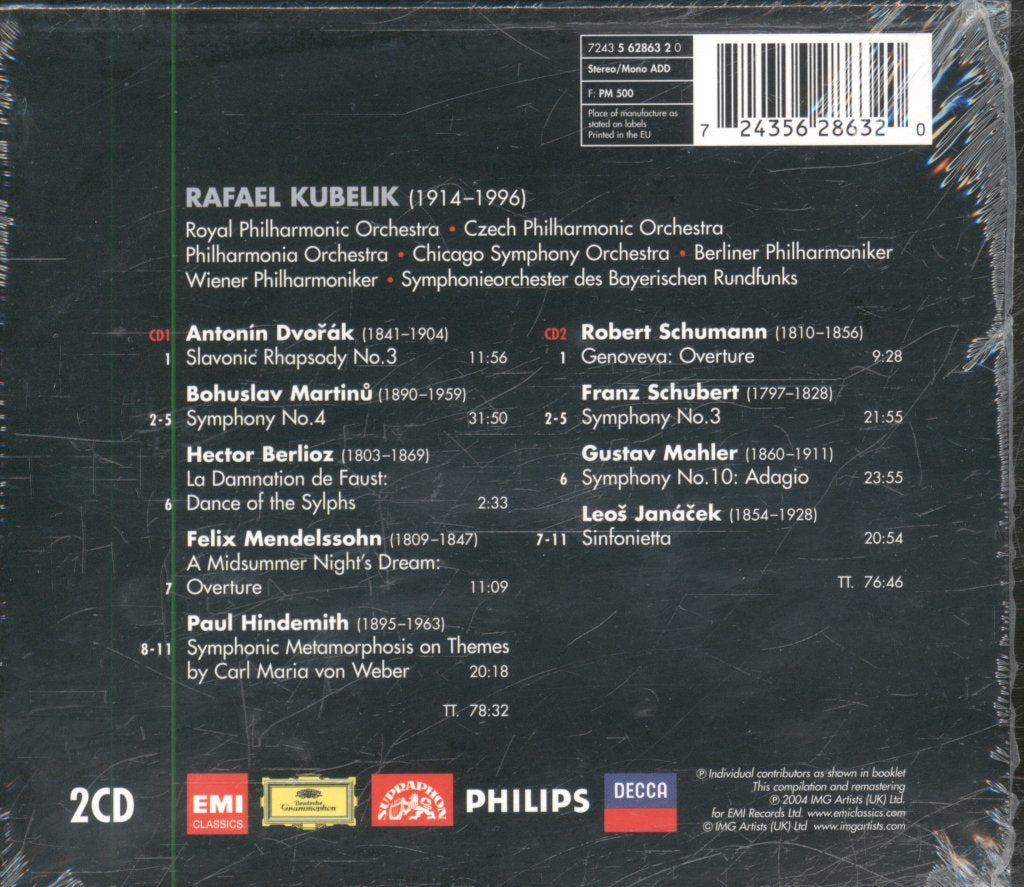 7243 5 62863 2 0
Stereo/Mono ADD
F: PM 500
Place of manufacture as
stated on labels
Printed in the EU
7 24356 28632 0
RAFAEL KUBELIK (1914–1996)
Royal Philharmonic Orchestra • Czech Philharmonic Orchestra
Philharmonia Orchestra • Chicago Symphony Orchestra • Berliner Philharmoniker
Wiener Philharmoniker • Symphonieorchester des Bayerischen Rundfunks
CD1 Antonín Dvořák (1841–1904)
1 Slavonic Rhapsody No.3 11:56
Bohuslav Martinů (1890–1959)
2-5 Symphony No.4 31:50
Hector Berlioz (1803–1869)
La Damnation de Faust:
6 Dance of the Sylphs 2:33
Felix Mendelssohn (1809–1847)
A Midsummer Night's Dream:
7 Overture 11:09
Paul Hindemith (1895–1963)
8-11 Symphonic Metamorphosis on Themes
by Carl Maria von Weber 20:18
TT. 78:32
CD2 Robert Schumann (1810–1856)
1 Genoveva: Overture 9:28
Franz Schubert (1797–1828)
2-5 Symphony No.3 21:55
Gustav Mahler (1860–1911)
6 Symphony No.10: Adagio 23:55
Leoš Janáček (1854–1928)
7-11 Sinfonietta 20:54
TT. 76:46
2CD
EMI
CLASSICS
Deutsche
Grammophon
SUPRAPHON
PHILIPS
DECCA
℗ Individual contributors as shown in booklet
This compilation and remastering
℗ 2004 IMG Artists (UK) Ltd.
for EMI Records Ltd. www.emiclassics.com
© IMG Artists (UK) Ltd www.imgartists.com